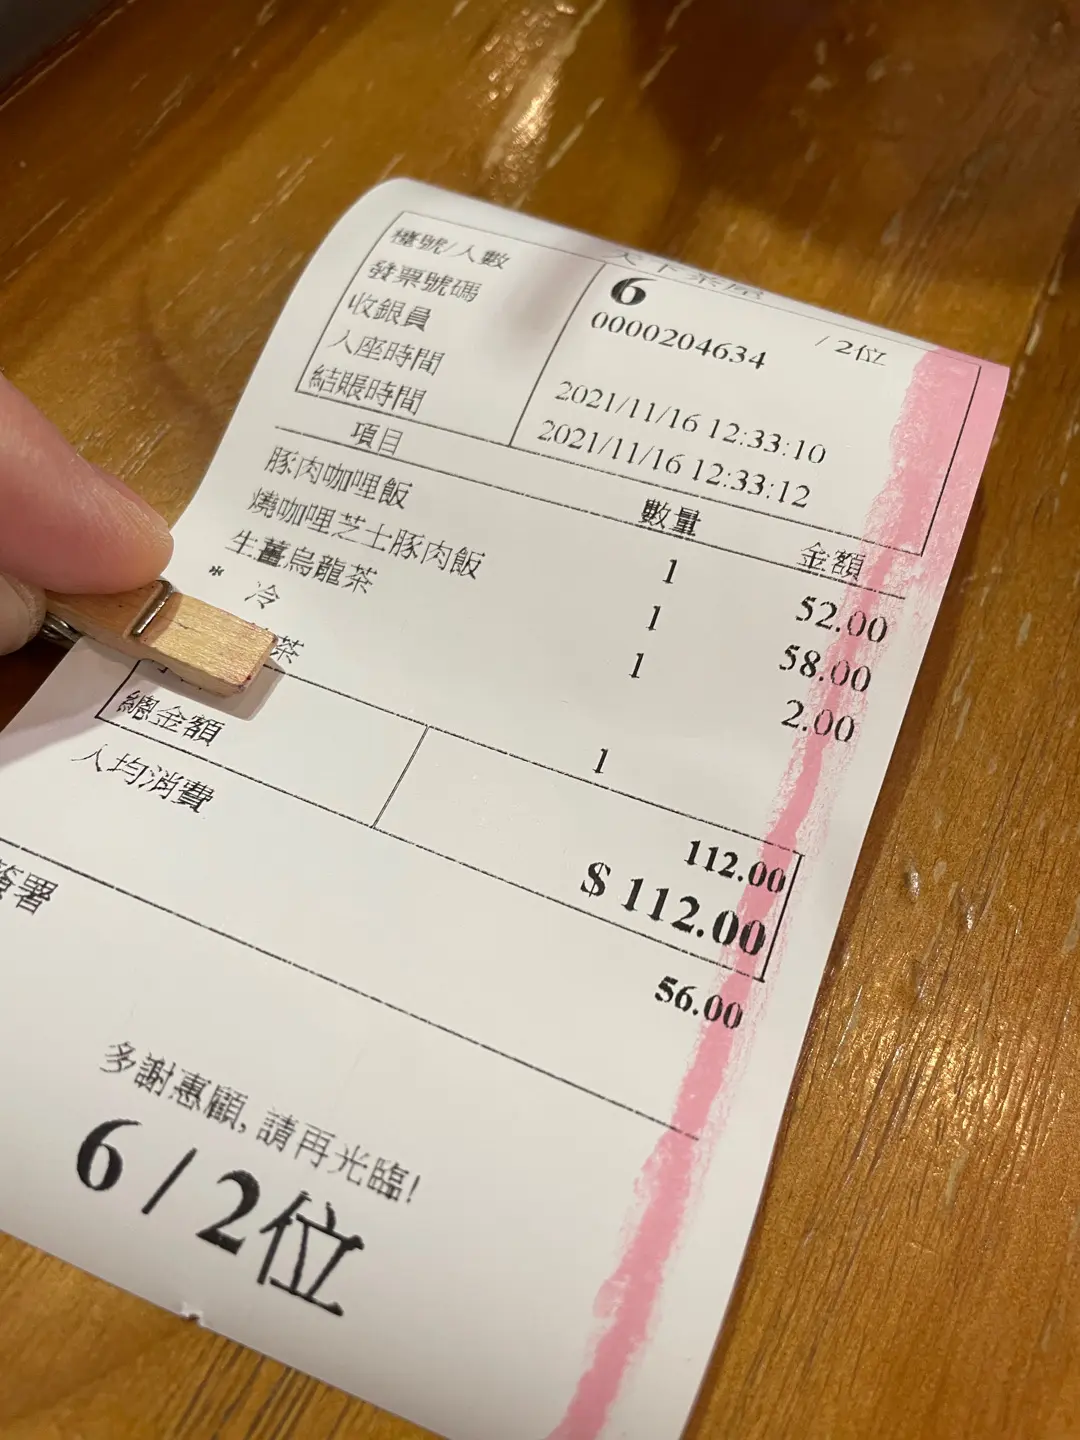 天下茶屋
檯號/人數 6 / 2位
發票號碼 0000204634
收銀員
入座時間 2021/11/16 12:33:10
結賬時間 2021/11/16 12:33:12
項目 數量 金額
豚肉咖哩飯 1 52.00
燒咖哩芝士豚肉飯 1 58.00
生薑烏龍茶 1 2.00
* 冷
茶 1
112.00
總金額 $ 112.00
人均消費 56.00
簽署
多謝惠顧, 請再光臨!
6 / 2位